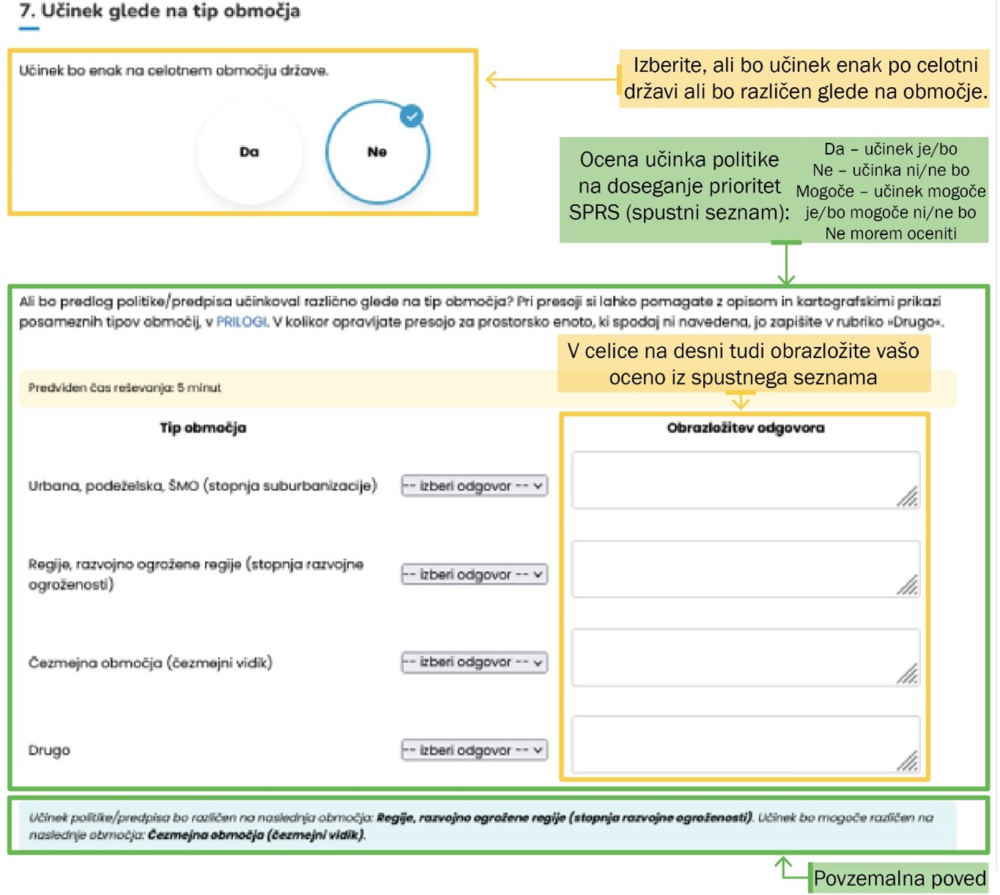 7. Učinek glede na tip območja
Učinek bo enak na celotnem območju države.
Da
Ne
Izberite, ali bo učinek enak po celotni
državi ali bo različen glede na območje.
Ocena učinka politike
na doseganje prioritet
SPRS (spustni seznam):
Da – učinek je/bo
Ne – učinka ni/ne bo
Mogoče – učinek mogoče
je/bo mogoče ni/ne bo
Ne morem oceniti
Ali bo predlog politike/predpisa učinkoval različno glede na tip območja? Pri presoji si lahko pomagate z opisom in kartografskimi prikazi
posameznih tipov območij, v PRILOGI. V kolikor opravljate presojo za prostorsko enoto, ki spodaj ni navedena, jo zapišite v rubriko »Drugo«.
V celice na desni tudi obrazložite vašo
oceno iz spustnega seznama
Predviden čas reševanja: 5 minut
Tip območja
Obrazložitev odgovora
Urbana, podeželska, ŠMO (stopnja suburbanizacije)
-- izberi odgovor --
Regije, razvojno ogrožene regije (stopnja razvojne
ogroženosti)
-- izberi odgovor --
Čezmejna območja (čezmejni vidik)
-- izberi odgovor --
Drugo
-- izberi odgovor --
Učinek politike/predpisa bo različen na naslednja območja: Regije, razvojno ogrožene regije (stopnja razvojne ogroženosti). Učinek bo mogoče različen na
naslednje območja: Čezmejna območja (čezmejni vidik).
Povzemalna poved